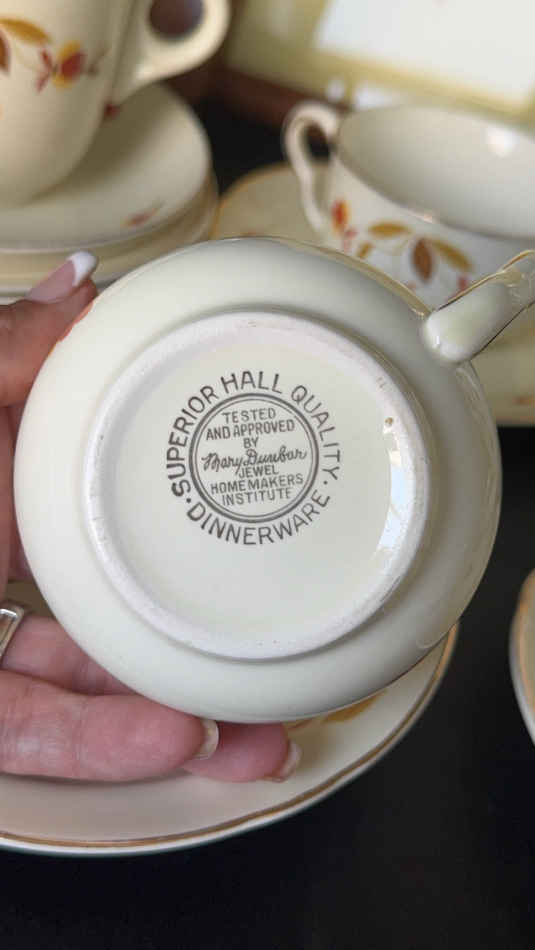 SUPERIOR HALL QUALITY
TESTED
AND APPROVED
BY
Mary Dunbar
JEWEL
HOMEMAKERS
INSTITUTE
· DINNERWARE ·